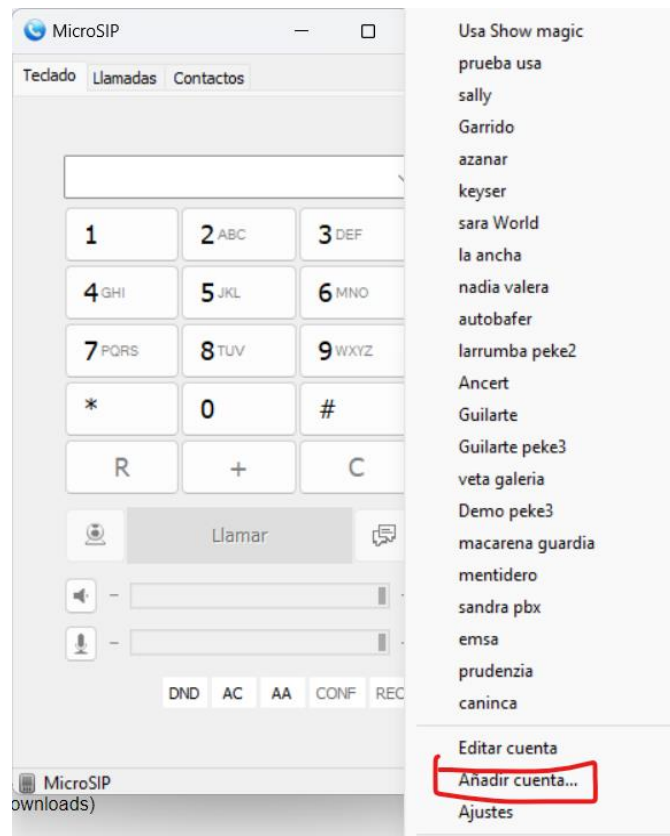 MicroSIP
Teclado Llamadas Contactos
1 2 ABC 3 DEF
4 GHI 5 JKL 6 MNO
7 PQRS 8 TUV 9 WXYZ
* 0 #
R + C
Llamar
DND AC AA CONF REC
MicroSIP
ownloads)
Usa Show magic
prueba usa
sally
Garrido
azanar
keyser
sara World
la ancha
nadia valera
autobafer
larrumba peke2
Ancert
Guilarte
Guilarte peke3
veta galeria
Demo peke3
macarena guardia
mentidero
sandra pbx
emsa
prudenzia
caninca
Editar cuenta
Añadir cuenta...
Ajustes